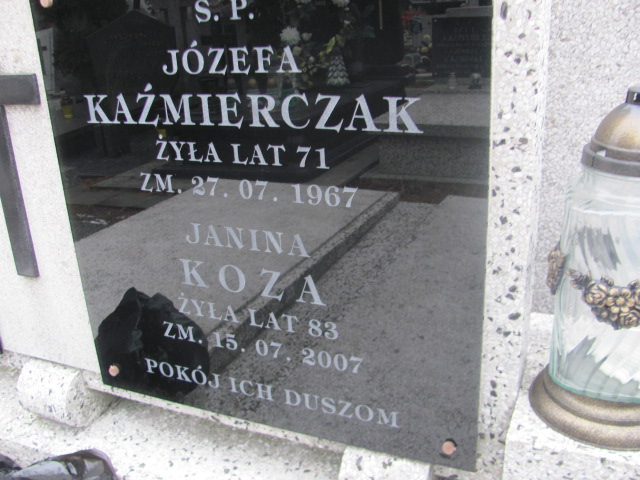 Ś. P.
JÓZEFA
KAŹMIERCZAK
ŻYŁA LAT 71
ZM. 27. 07. 1967
JANINA
KOZA
ŻYŁA LAT 83
ZM. 15. 07. 2007
POKÓJ ICH DUSZOM